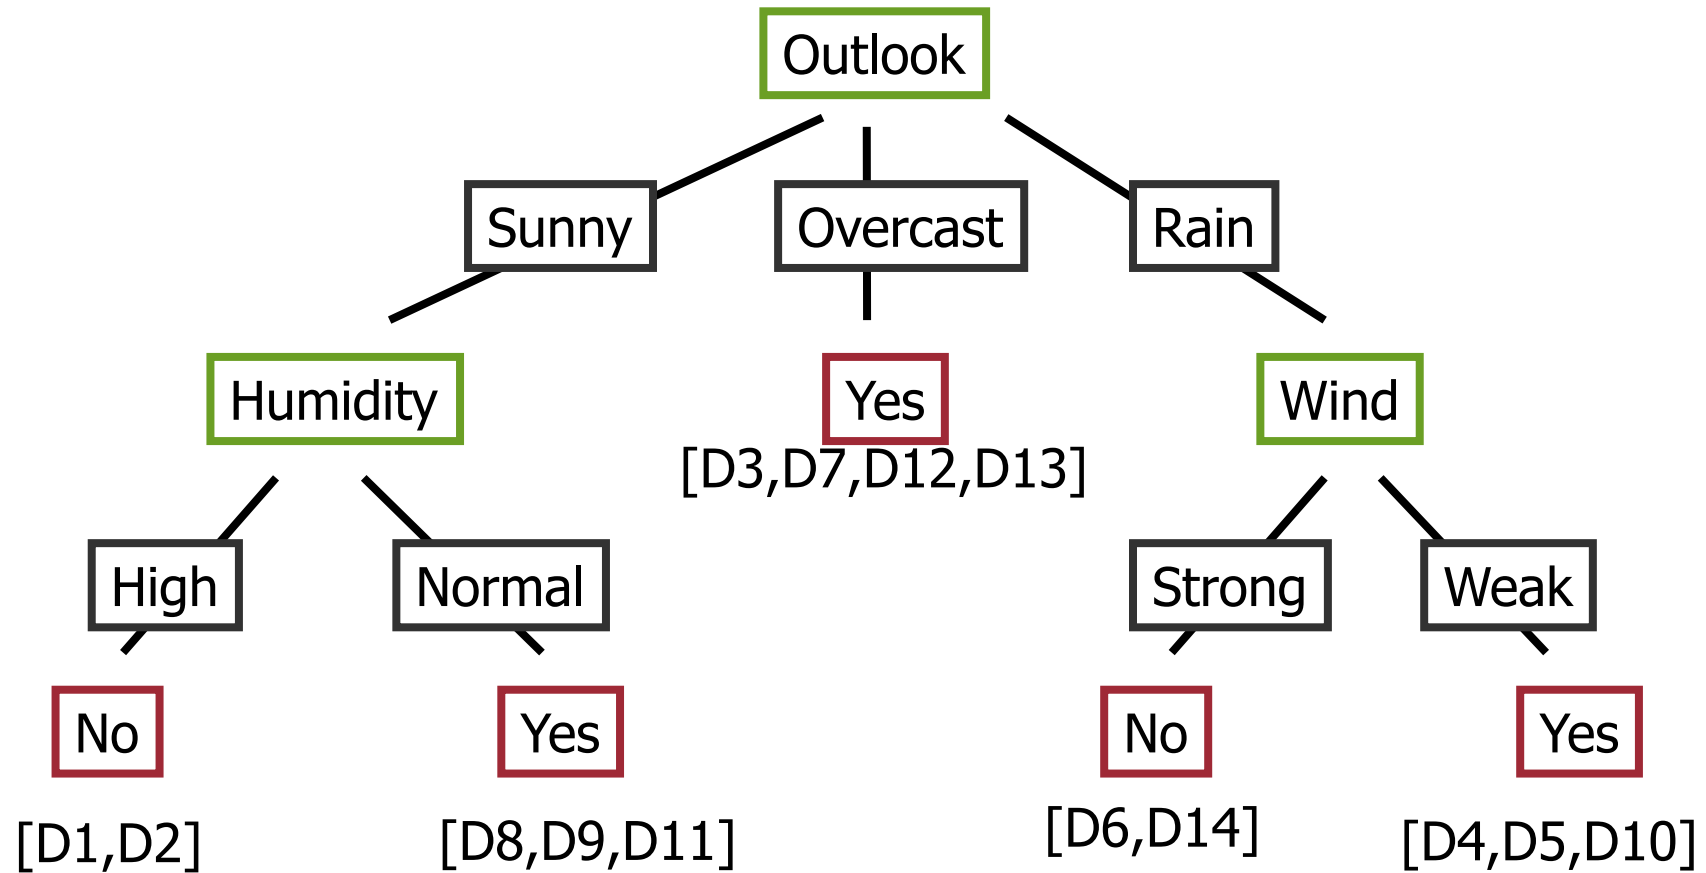 Outlook
Sunny
Overcast
Rain
Humidity
Yes
Wind
[D3,D7,D12,D13]
High
Normal
Strong
Weak
No
Yes
No
Yes
[D1,D2]
[D8,D9,D11]
[D6,D14]
[D4,D5,D10]